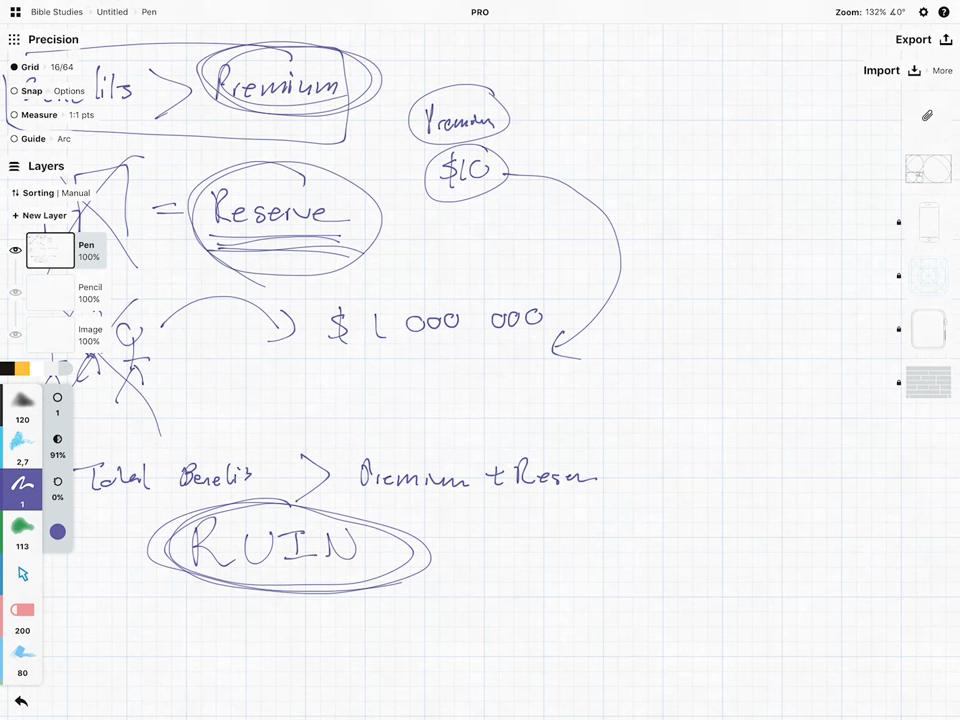 Bible Studies Untitled Pen PRO Zoom: 132% ∠0°
Precision
Export
Grid 16/64
Import More
Snap Options
Measure 1:1 pts
Guide Arc
Layers
Sorting | Manual
+ New Layer
Pen
100%
Pencil
100%
Image
100%
120
2,7
1
113
200
80
1
91%
0%
> Premium
Premium
$10
= Reserve
$ 1 000 000
Total Benefits > Premium + Reser
RUIN